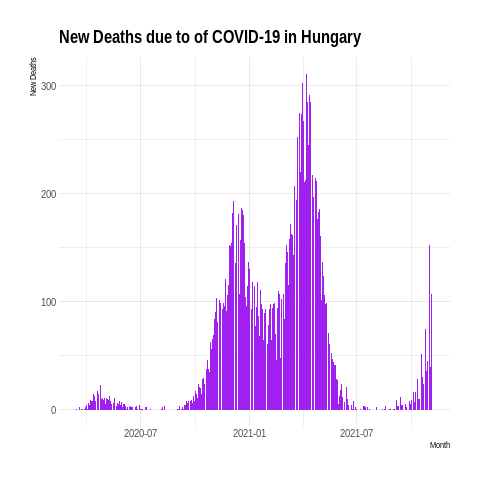 New Deaths due to of COVID-19 in Hungary
New Deaths
300
200
100
0
2020-07
2021-01
2021-07
Month